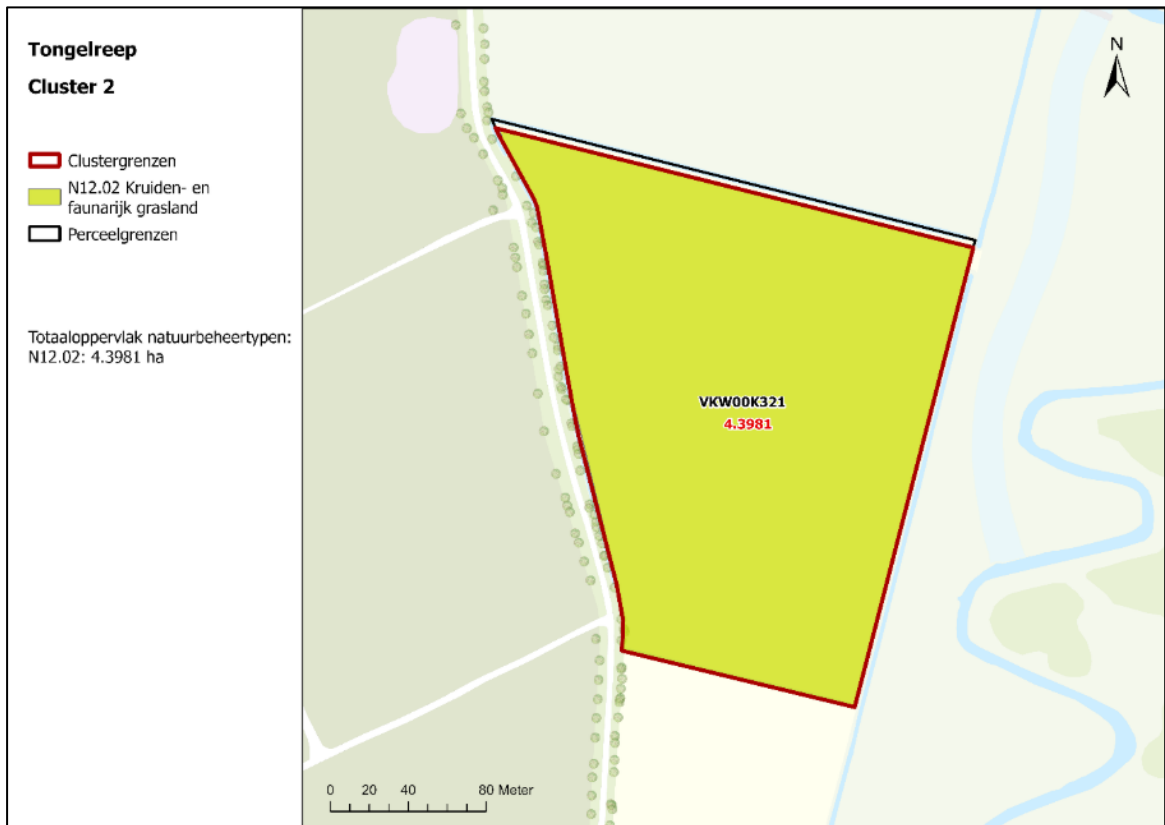 Tongelreep
Cluster 2
Clustergrenzen
N12.02 Kruiden- en
faunarijk grasland
Perceelgrenzen
Totaaloppervlak natuurbeheertypen:
N12.02: 4.3981 ha
N
VKW00K321
4.3981
0 20 40 80 Meter